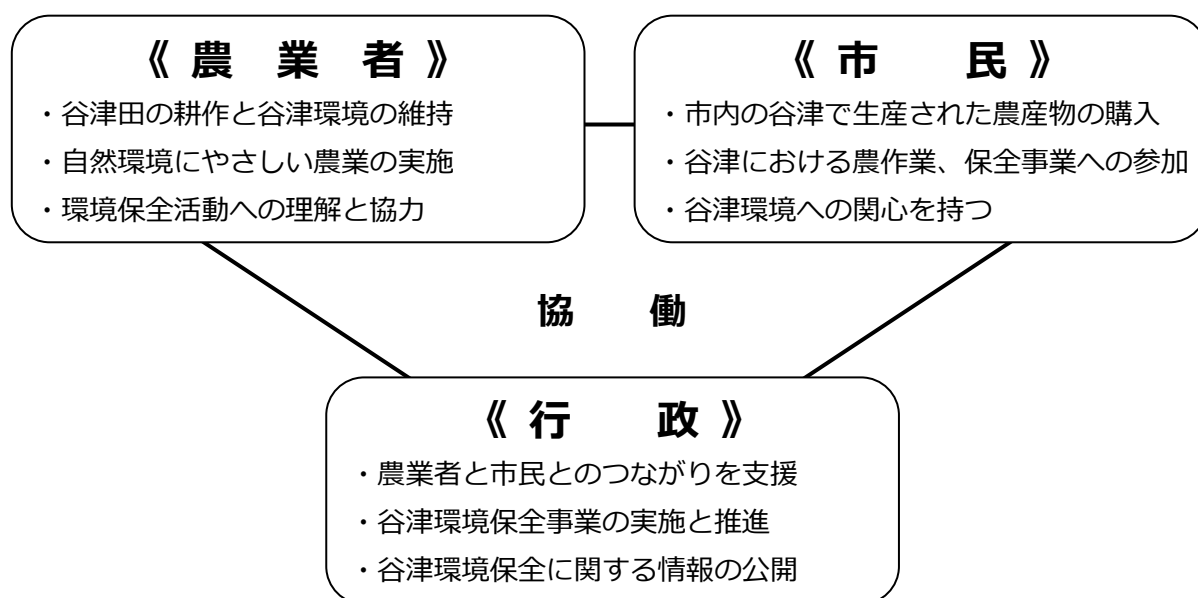 《 農 業 者 》
・谷津田の耕作と谷津環境の維持
・自然環境にやさしい農業の実施
・環境保全活動への理解と協力
《 市 民 》
・市内の谷津で生産された農産物の購入
・谷津における農作業、保全事業への参加
・谷津環境への関心を持つ
協 働
《 行 政 》
・農業者と市民とのつながりを支援
・谷津環境保全事業の実施と推進
・谷津環境保全に関する情報の公開